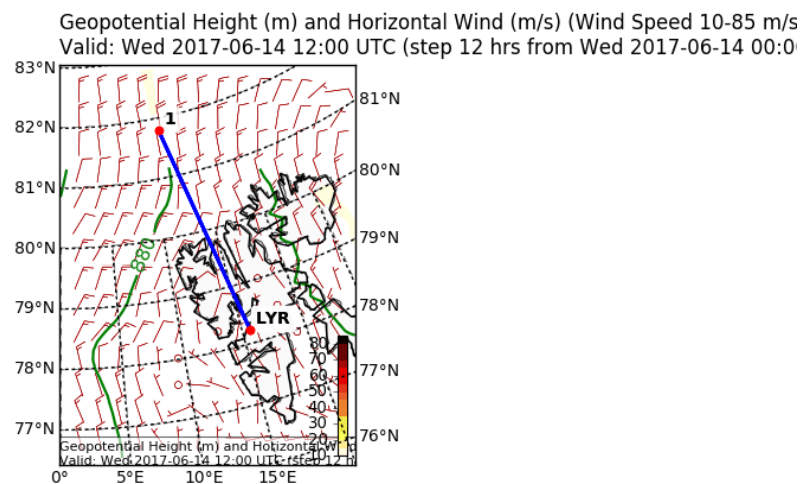 Geopotential Height (m) and Horizontal Wind (m/s) (Wind Speed 10-85 m/s
Valid: Wed 2017-06-14 12:00 UTC (step 12 hrs from Wed 2017-06-14 00:0
83°N
81°N
82°N
1
80°N
81°N
79°N
80°N
880
78°N
79°N
LYR
77°N
78°N
76°N
77°N
80
70
60
50
40
30
20
10
Geopotential Height (m) and Horizontal
Valid: Wed 2017-06-14 12:00 UTC (step 12 h
0°
5°E
10°E
15°E